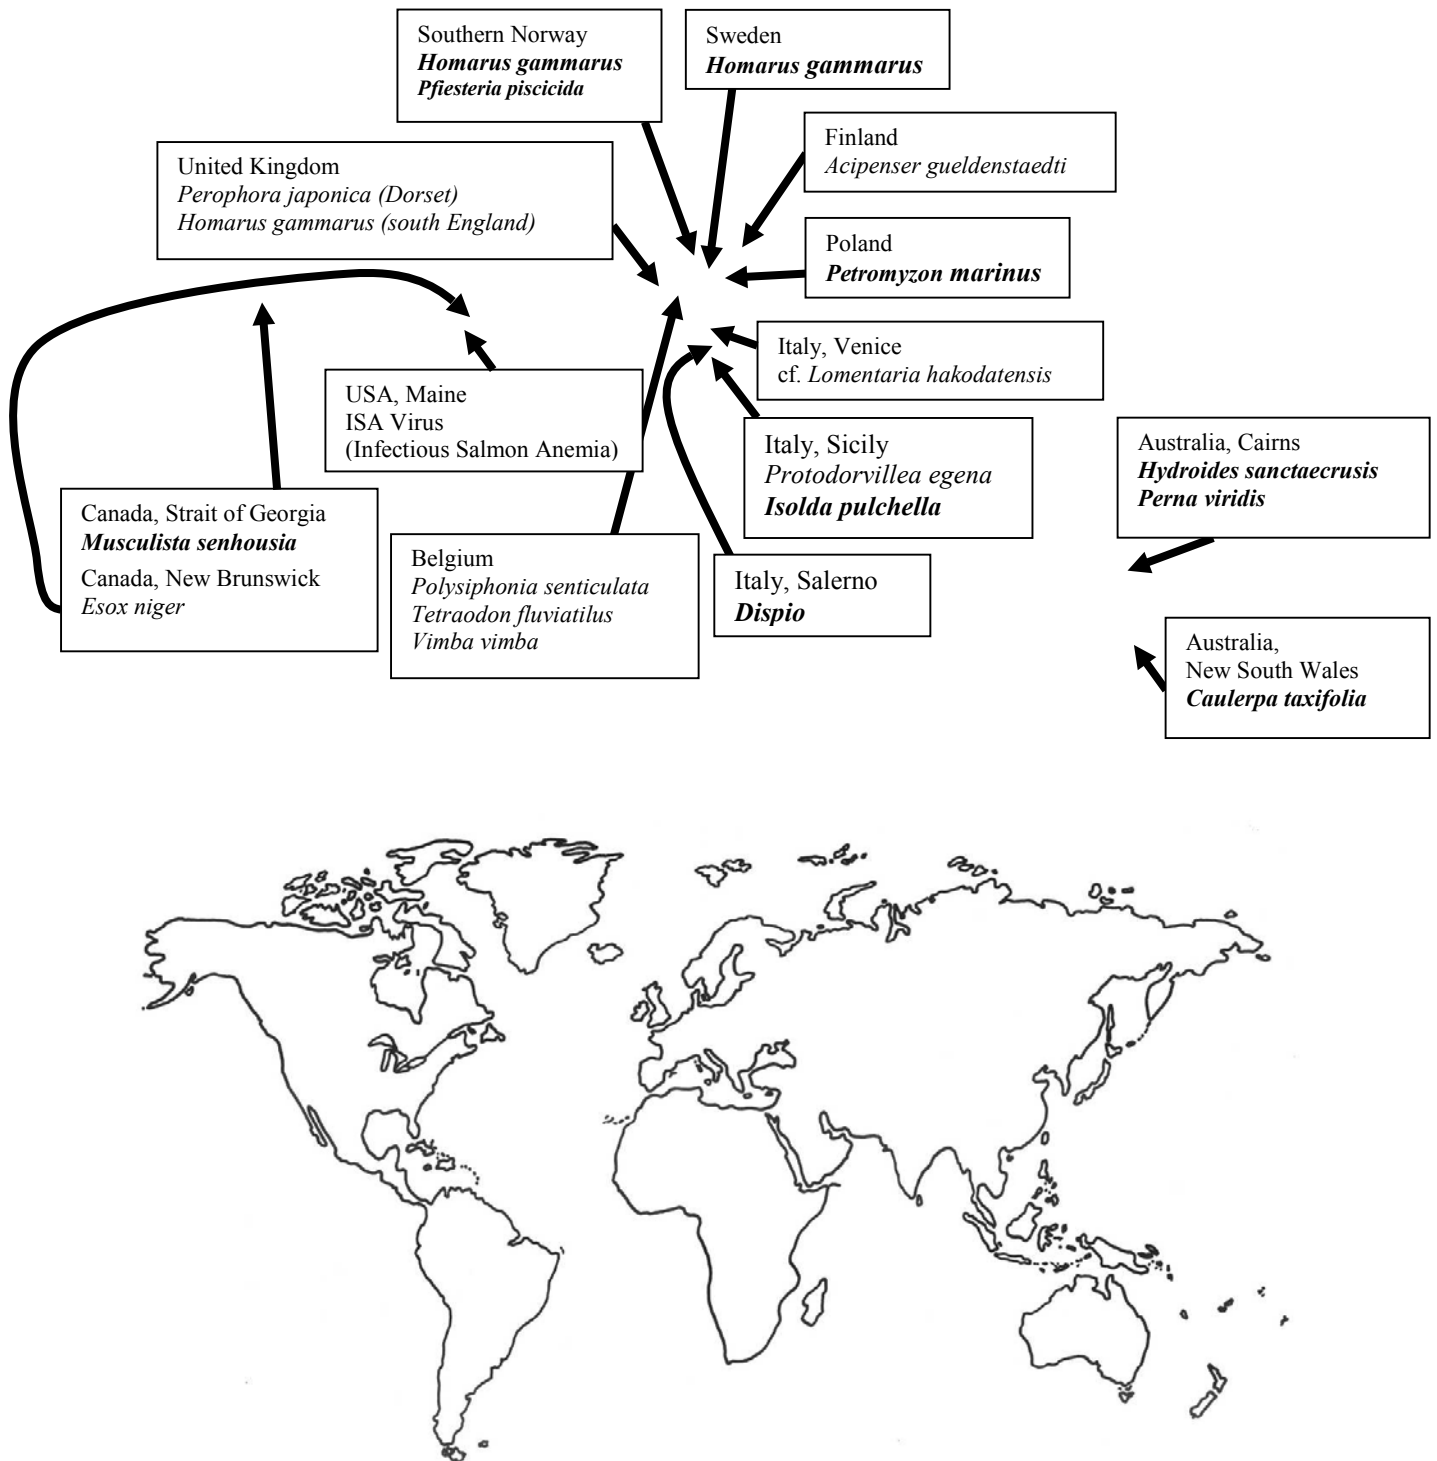 Southern Norway
Homarus gammarus
Pfiesteria piscicida
Sweden
Homarus gammarus
Finland
Acipenser gueldenstaedti
United Kingdom
Perophora japonica (Dorset)
Homarus gammarus (south England)
Poland
Petromyzon marinus
Italy, Venice
cf. Lomentaria hakodatensis
USA, Maine
ISA Virus
(Infectious Salmon Anemia)
Italy, Sicily
Protodorvillea egena
Isolda pulchella
Australia, Cairns
Hydroides sanctaecrusis
Perna viridis
Canada, Strait of Georgia
Musculista senhousia
Canada, New Brunswick
Esox niger
Belgium
Polysiphonia senticulata
Tetraodon fluviatilus
Vimba vimba
Italy, Salerno
Dispio
Australia,
New South Wales
Caulerpa taxifolia